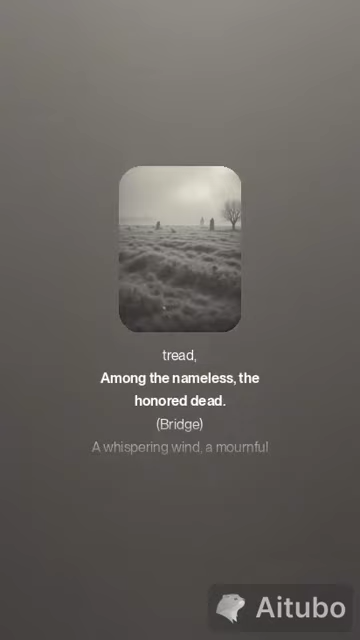 tread,
Among the nameless, the
honored dead.
(Bridge)
A whispering wind, a mournful
Aitubo